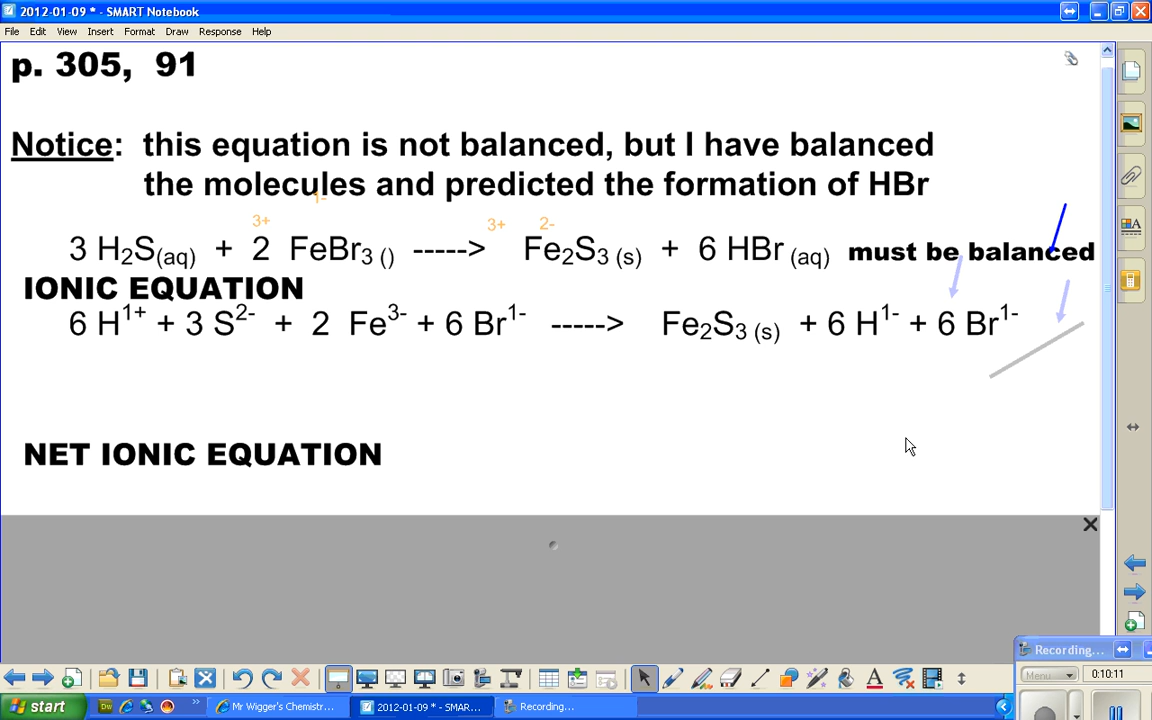 2012-01-09 * - SMART Notebook
File Edit View Insert Format Draw Response Help
p. 305, 91
Notice: this equation is not balanced, but I have balanced
the molecules and predicted the formation of HBr
1-
3+ 3+ 2-
3 H₂S(aq) + 2 FeBr₃ () -----> Fe₂S₃ (s) + 6 HBr (aq) must be balanced
IONIC EQUATION
6 H¹⁺ + 3 S²⁻ + 2 Fe³⁻ + 6 Br¹⁻ -----> Fe₂S₃ (s) + 6 H¹⁻ + 6 Br¹⁻
NET IONIC EQUATION
Recording...
Menu 0:10:11
start Mr Wigger's Chemistr... 2012-01-09 * - SMAR... Recording...